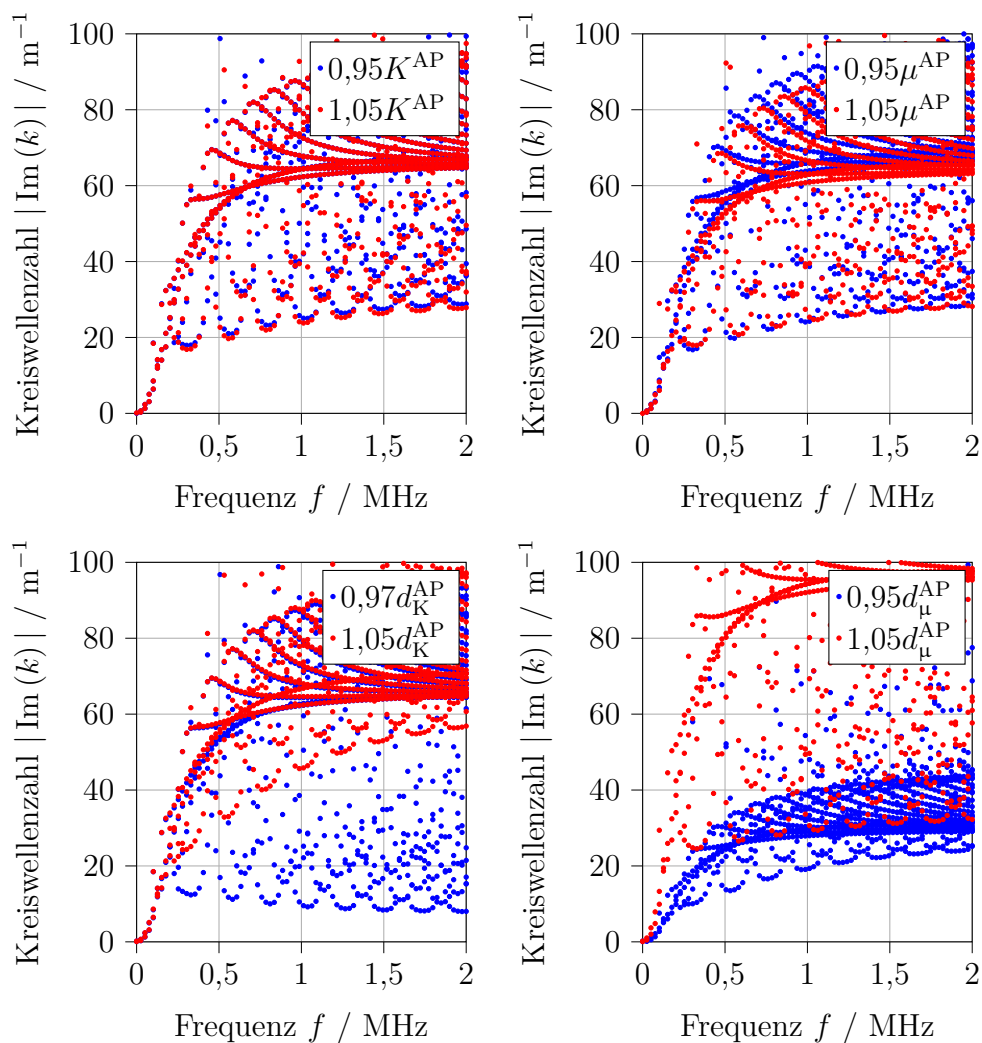 100
80
60
40
20
0
0
0,5
1
1,5
2
Frequenz f / MHz
Kreiswellenzahl | Im (k)| / m⁻¹
0,95K^AP
1,05K^AP
100
80
60
40
20
0
0
0,5
1
1,5
2
Frequenz f / MHz
Kreiswellenzahl | Im (k)| / m⁻¹
0,95μ^AP
1,05μ^AP
100
80
60
40
20
0
0
0,5
1
1,5
2
Frequenz f / MHz
Kreiswellenzahl | Im (k)| / m⁻¹
0,97d_K^AP
1,05d_K^AP
100
80
60
40
20
0
0
0,5
1
1,5
2
Frequenz f / MHz
Kreiswellenzahl | Im (k)| / m⁻¹
0,95d_μ^AP
1,05d_μ^AP